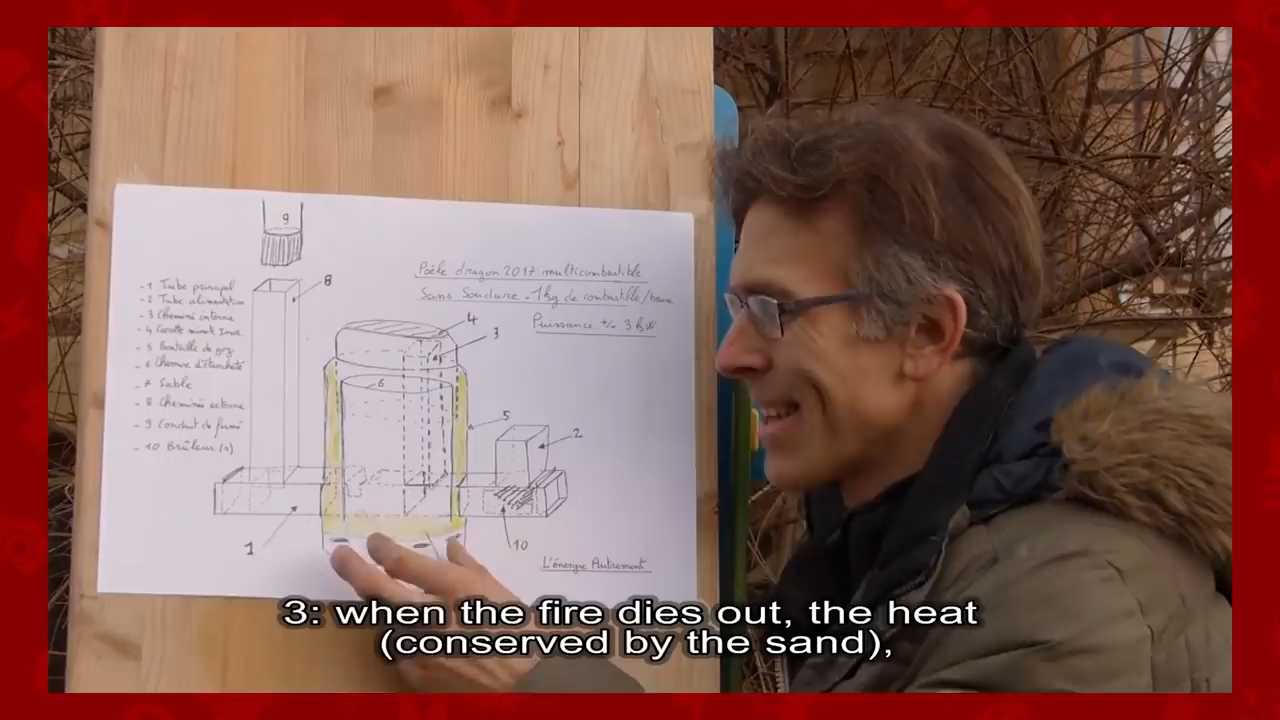 9
8
- 1 Tube principal
- 2 Tube alimentation
- 3 Cheminée interne
- 4 Cocotte minute Inox
- 5 Bouteille de gaz
- 6 Chenue d'étanchéité
- 7 Sable
- 8 Cheminée externe
- 9 Conduit de fumée
- 10 Brûleur (s)
Poêle dragon 2017 multicombustible
Sans Soudure - 1kg de combustible/heure
Puissance +/- 3 kW
4
3
6
5
2
1
10
L'énergie Autrement
3: when the fire dies out, the heat
(conserved by the sand),